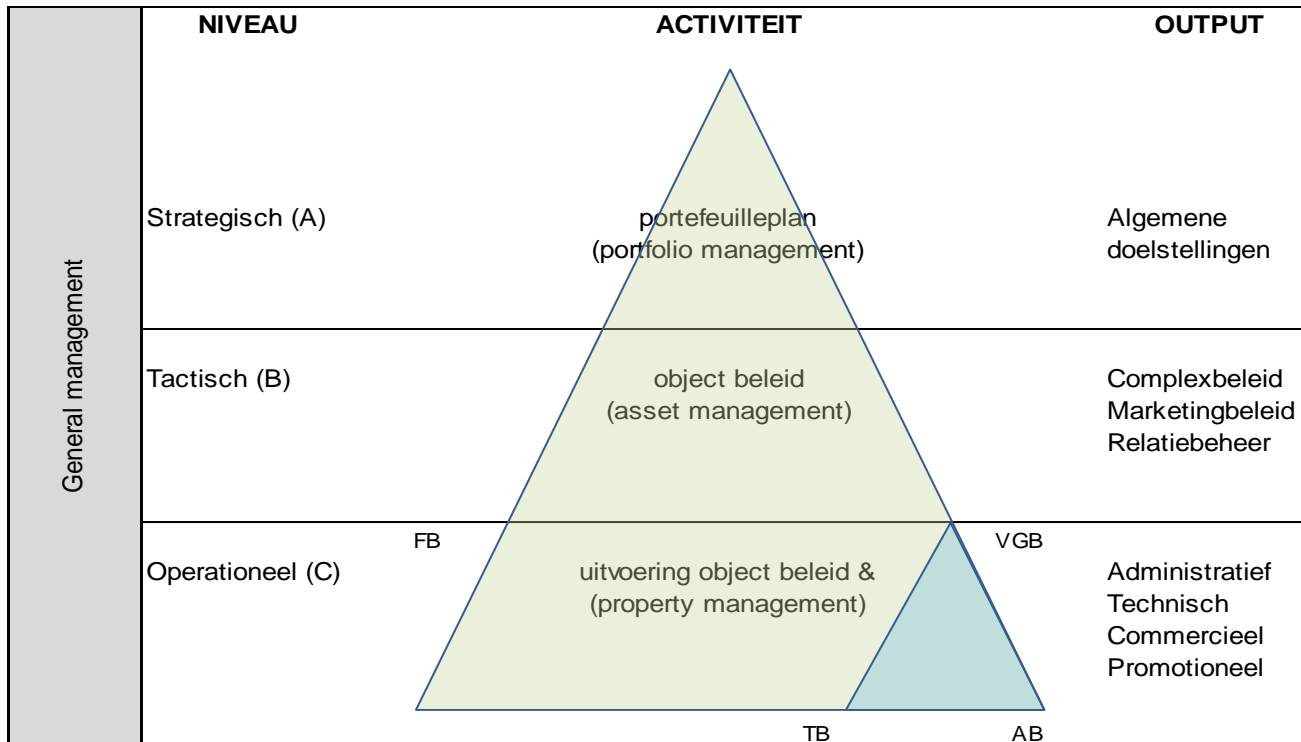 NIVEAU
ACTIVITEIT
OUTPUT
General management
Strategisch (A)
portefeuilleplan
(portfolio management)
Algemene
doelstellingen
Tactisch (B)
object beleid
(asset management)
Complexbeleid
Marketingbeleid
Relatiebeheer
FB
VGB
Operationeel (C)
uitvoering object beleid &
(property management)
Administratief
Technisch
Commercieel
Promotioneel
TB
AB